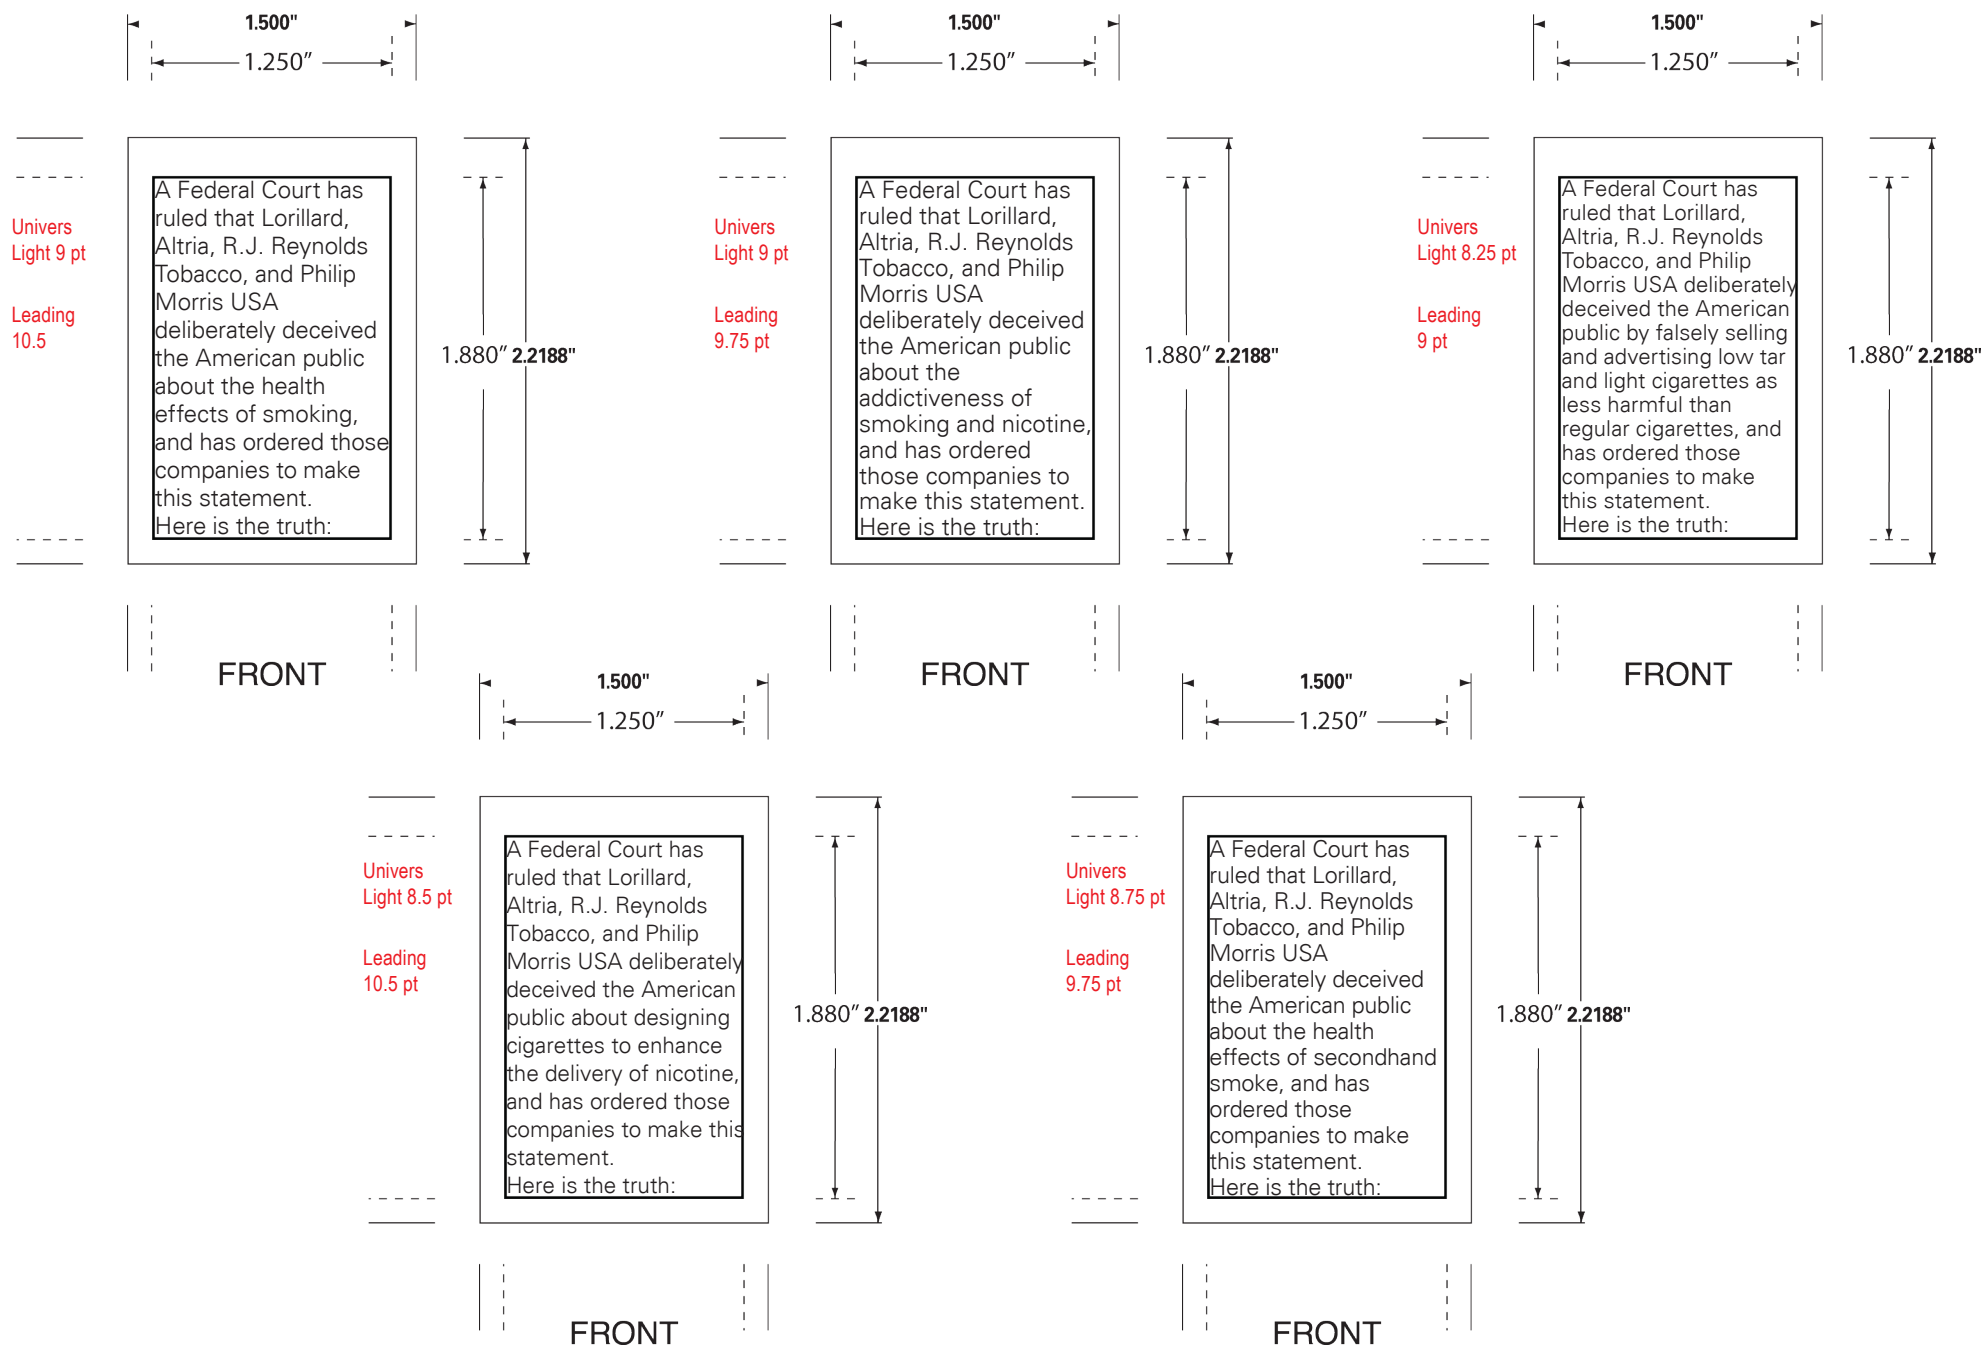 1.500"
1.250″
Univers
Light 9 pt
Leading
10.5
A Federal Court has
ruled that Lorillard,
Altria, R.J. Reynolds
Tobacco, and Philip
Morris USA
deliberately deceived
the American public
about the health
effects of smoking,
and has ordered those
companies to make
this statement.
Here is the truth:
1.880″ 2.2188"
FRONT
1.500"
1.250″
Univers
Light 9 pt
Leading
9.75 pt
A Federal Court has
ruled that Lorillard,
Altria, R.J. Reynolds
Tobacco, and Philip
Morris USA
deliberately deceived
the American public
about the
addictiveness of
smoking and nicotine,
and has ordered
those companies to
make this statement.
Here is the truth:
1.880″ 2.2188"
FRONT
1.500"
1.250″
Univers
Light 8.25 pt
Leading
9 pt
A Federal Court has
ruled that Lorillard,
Altria, R.J. Reynolds
Tobacco, and Philip
Morris USA deliberately
deceived the American
public by falsely selling
and advertising low tar
and light cigarettes as
less harmful than
regular cigarettes, and
has ordered those
companies to make
this statement.
Here is the truth:
1.880″ 2.2188"
FRONT
1.500"
1.250″
Univers
Light 8.5 pt
Leading
10.5 pt
A Federal Court has
ruled that Lorillard,
Altria, R.J. Reynolds
Tobacco, and Philip
Morris USA deliberately
deceived the American
public about designing
cigarettes to enhance
the delivery of nicotine,
and has ordered those
companies to make this
statement.
Here is the truth:
1.880″ 2.2188"
FRONT
1.500"
1.250″
Univers
Light 8.75 pt
Leading
9.75 pt
A Federal Court has
ruled that Lorillard,
Altria, R.J. Reynolds
Tobacco, and Philip
Morris USA
deliberately deceived
the American public
about the health
effects of secondhand
smoke, and has
ordered those
companies to make
this statement.
Here is the truth:
1.880″ 2.2188"
FRONT